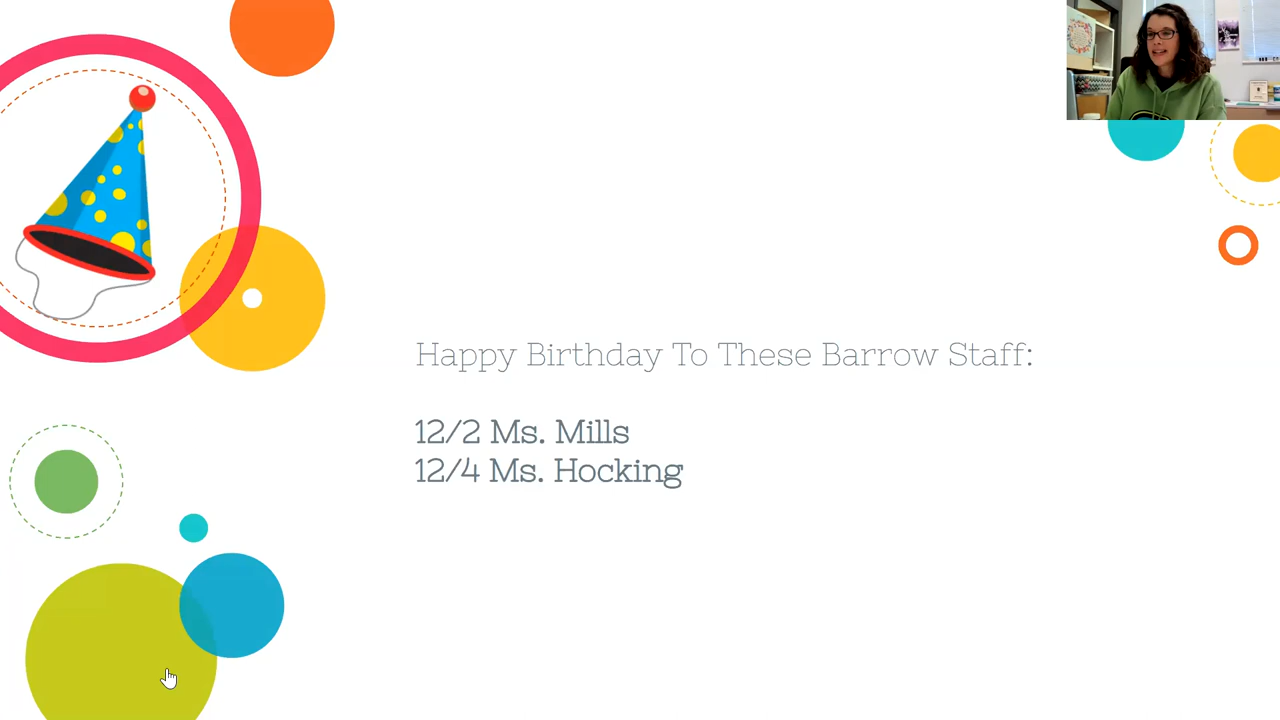 Happy Birthday To These Barrow Staff:
12/2 Ms. Mills
12/4 Ms. Hocking